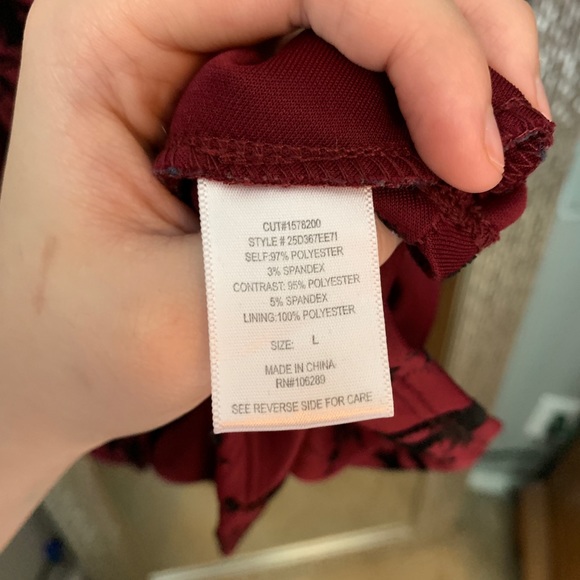 CUT#1578200
STYLE # 25D367EE7I
SELF:97% POLYESTER
3% SPANDEX
CONTRAST: 95% POLYESTER
5% SPANDEX
LINING:100% POLYESTER
SIZE: L
MADE IN CHINA
RN#106289
SEE REVERSE SIDE FOR CARE